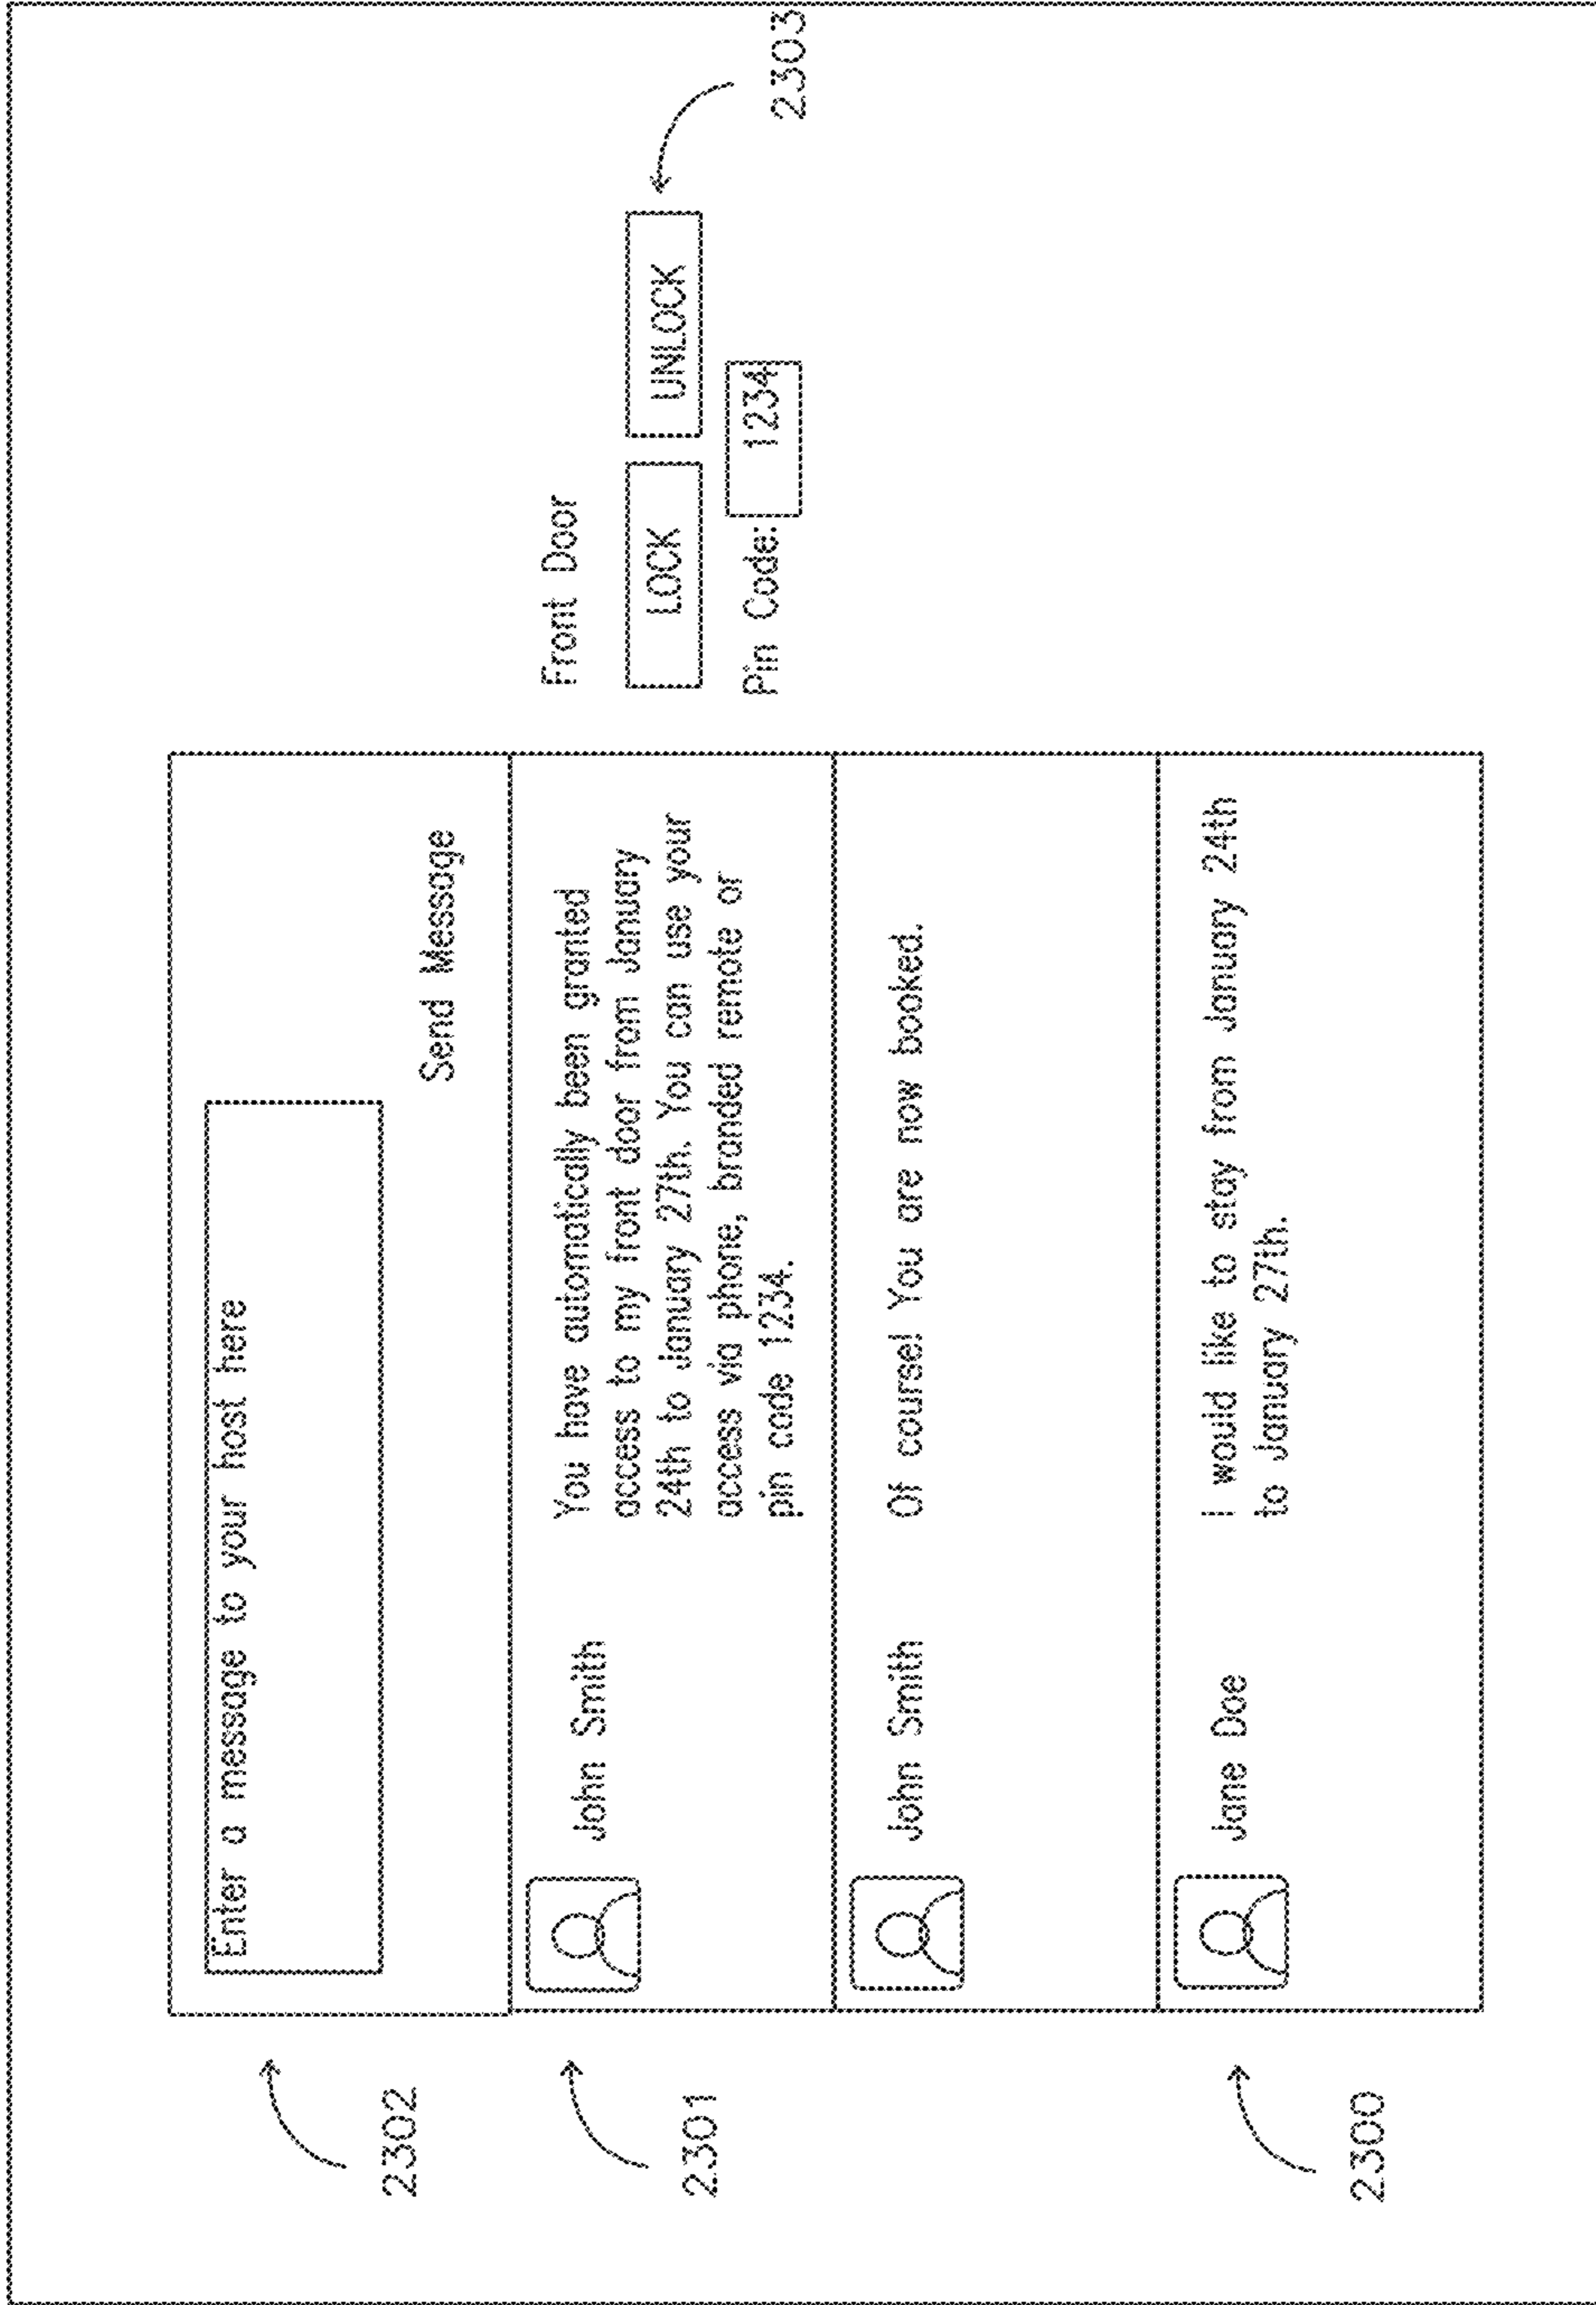 Enter a message to your host here
Send Message
2302
John Smith
You have automatically been granted
access to my front door from January
24th to January 27th. You can use your
access via phone, branded remote or
pin code 1234.
2301
John Smith
Of course! You are now booked.
Jane Doe
I would like to stay from January 24th
to January 27th.
2300
Front Door
LOCK
UNLOCK
Pin Code: 1234
2303